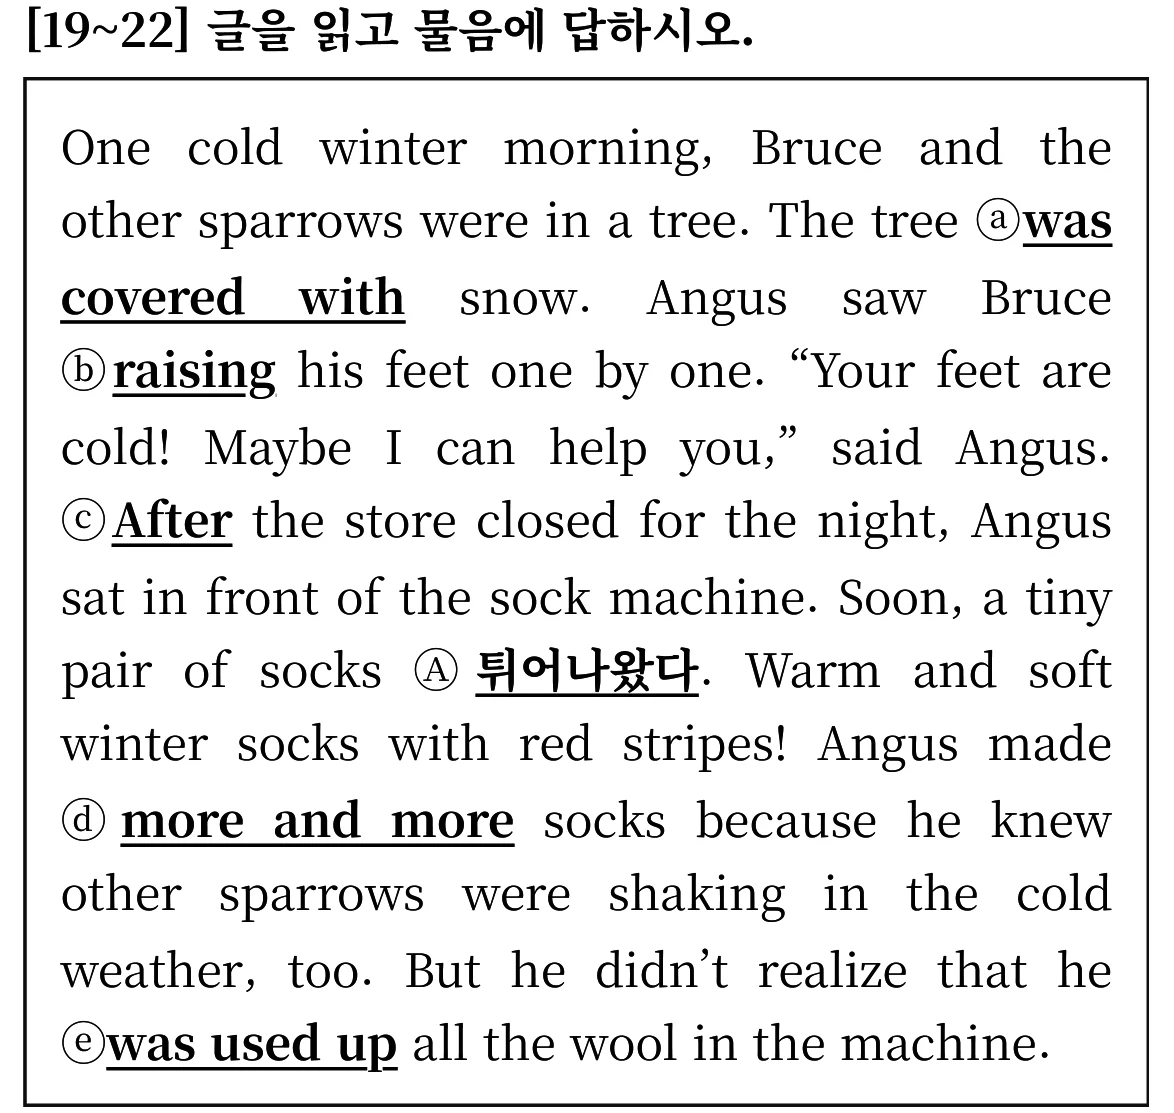 [19~22] 글을 읽고 물음에 답하시오.
One cold winter morning, Bruce and the
other sparrows were in a tree. The tree ⓐwas
covered with snow. Angus saw Bruce
ⓑraising his feet one by one. “Your feet are
cold! Maybe I can help you,” said Angus.
ⓒAfter the store closed for the night, Angus
sat in front of the sock machine. Soon, a tiny
pair of socks Ⓐ 튀어나왔다. Warm and soft
winter socks with red stripes! Angus made
ⓓ more and more socks because he knew
other sparrows were shaking in the cold
weather, too. But he didn’t realize that he
ⓔwas used up all the wool in the machine.